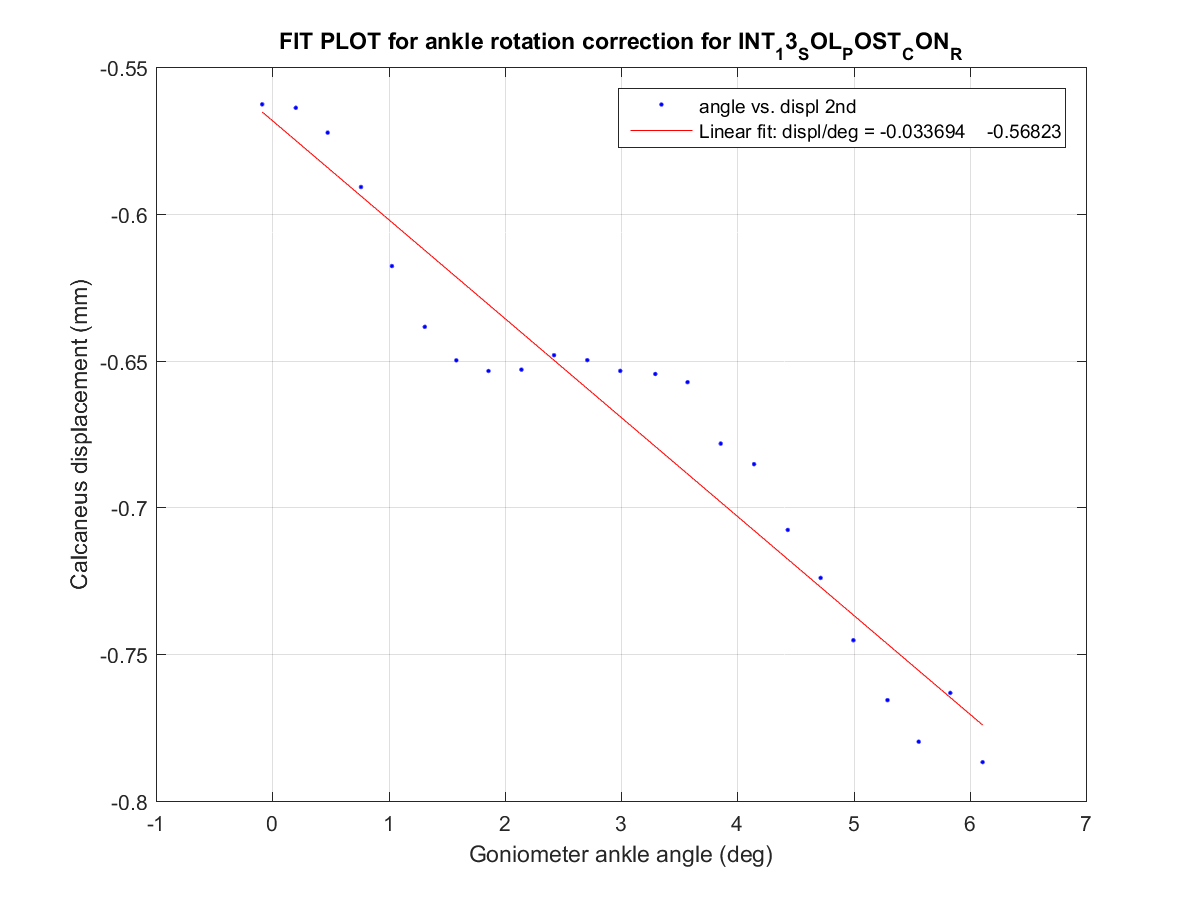 FIT PLOT for ankle rotation correction for INT₁3ₛOLₚOSTcONR
-0.55
angle vs. displ 2nd
Linear fit: displ/deg = -0.033694 -0.56823
-0.6
-0.65
-0.7
-0.75
-0.8
Calcaneus displacement (mm)
-1 0 1 2 3 4 5 6 7
Goniometer ankle angle (deg)